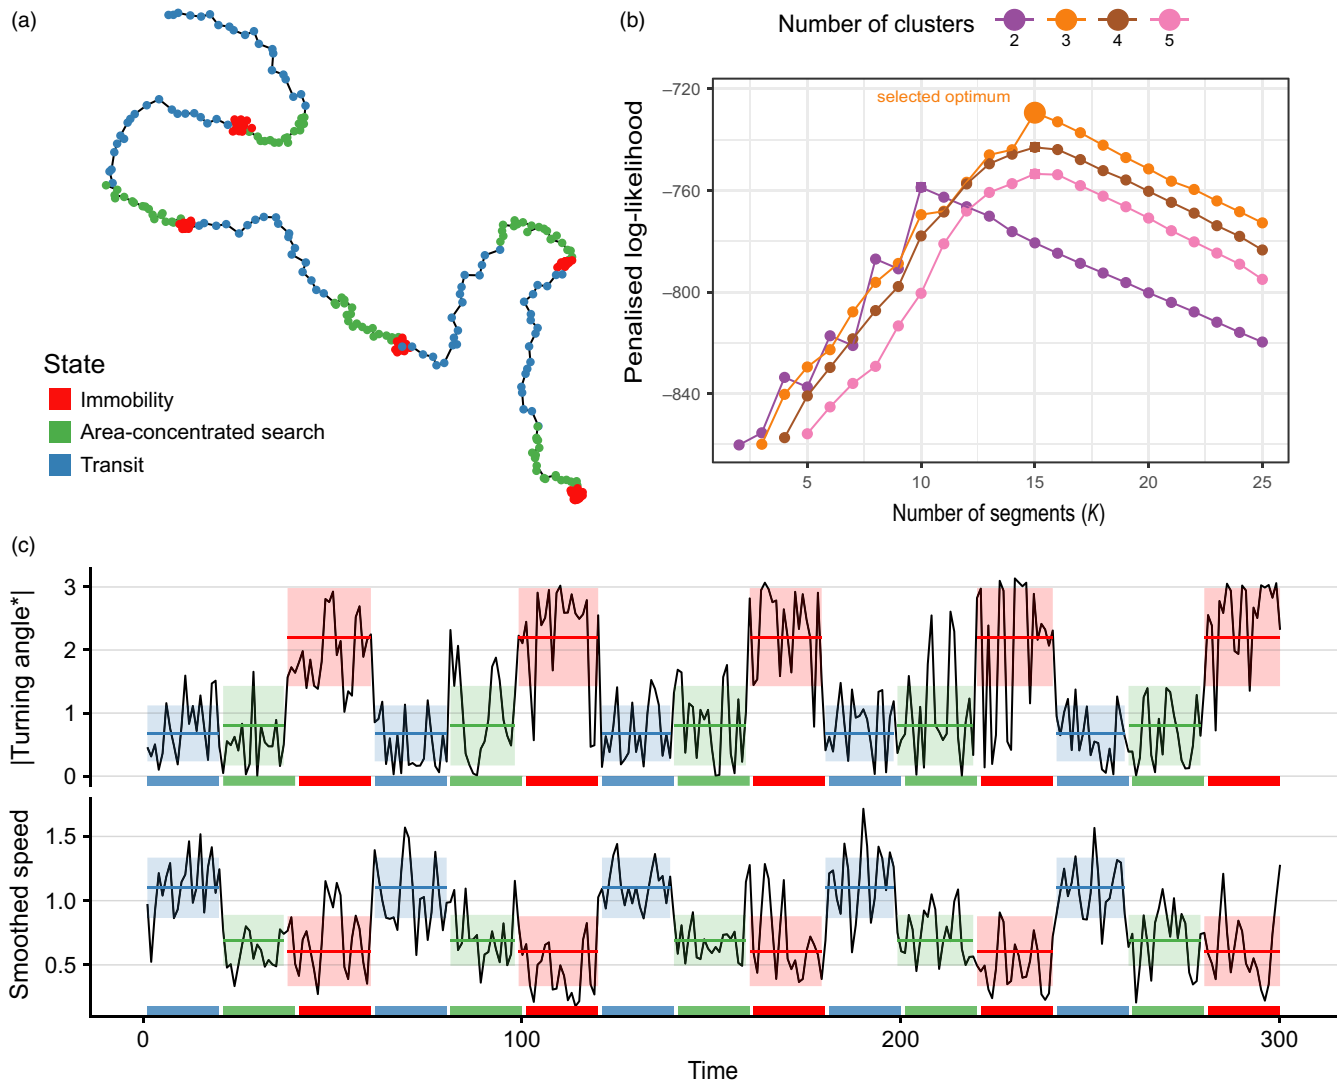 (a)
State
Immobility
Area-concentrated search
Transit
(b)
Number of clusters
2 3 4 5
selected optimum
Penalised log-likelihood
−720
−760
−800
−840
5 10 15 20 25
Number of segments (K)
(c)
|Turning angle*|
3
2
1
0
Smoothed speed
1.5
1.0
0.5
0 100 200 300
Time